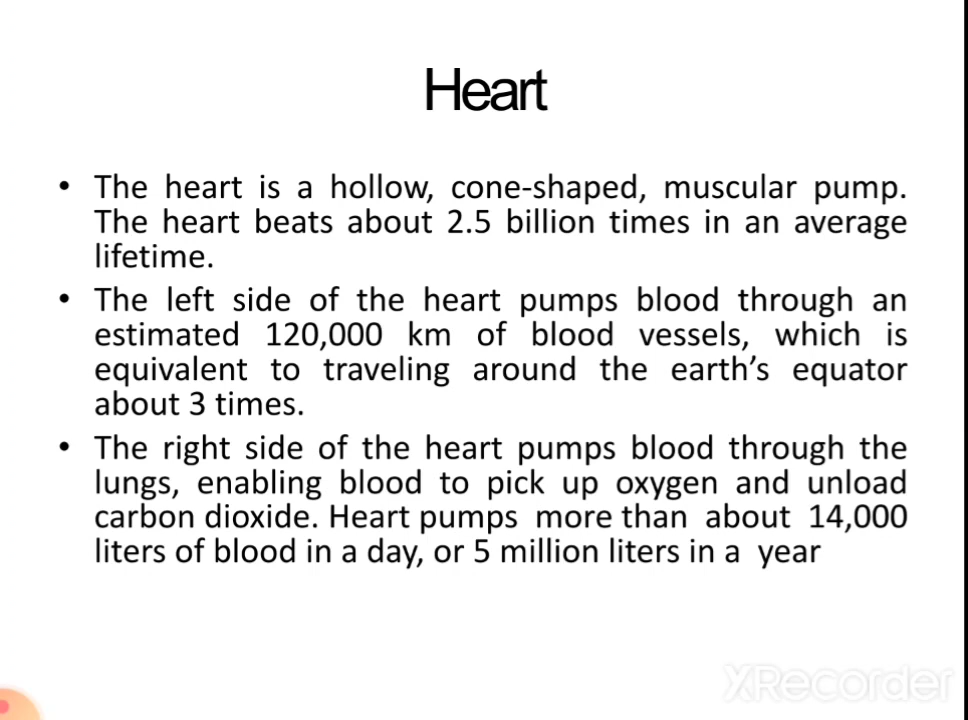 Heart
• The heart is a hollow, cone-shaped, muscular pump.
The heart beats about 2.5 billion times in an average
lifetime.
• The left side of the heart pumps blood through an
estimated 120,000 km of blood vessels, which is
equivalent to traveling around the earth’s equator
about 3 times.
• The right side of the heart pumps blood through the
lungs, enabling blood to pick up oxygen and unload
carbon dioxide. Heart pumps more than about 14,000
liters of blood in a day, or 5 million liters in a year
XRecorder